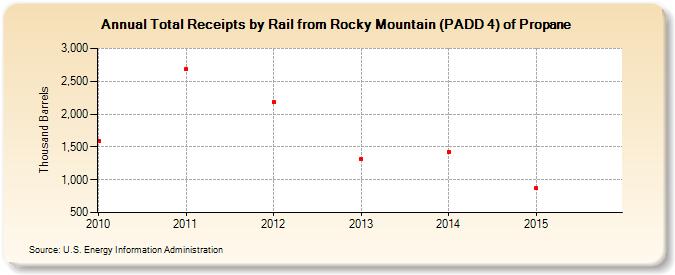 Annual Total Receipts by Rail from Rocky Mountain (PADD 4) of Propane
Thousand Barrels
3,000
2,500
2,000
1,500
1,000
500
2010 2011 2012 2013 2014 2015
Source: U.S. Energy Information Administration